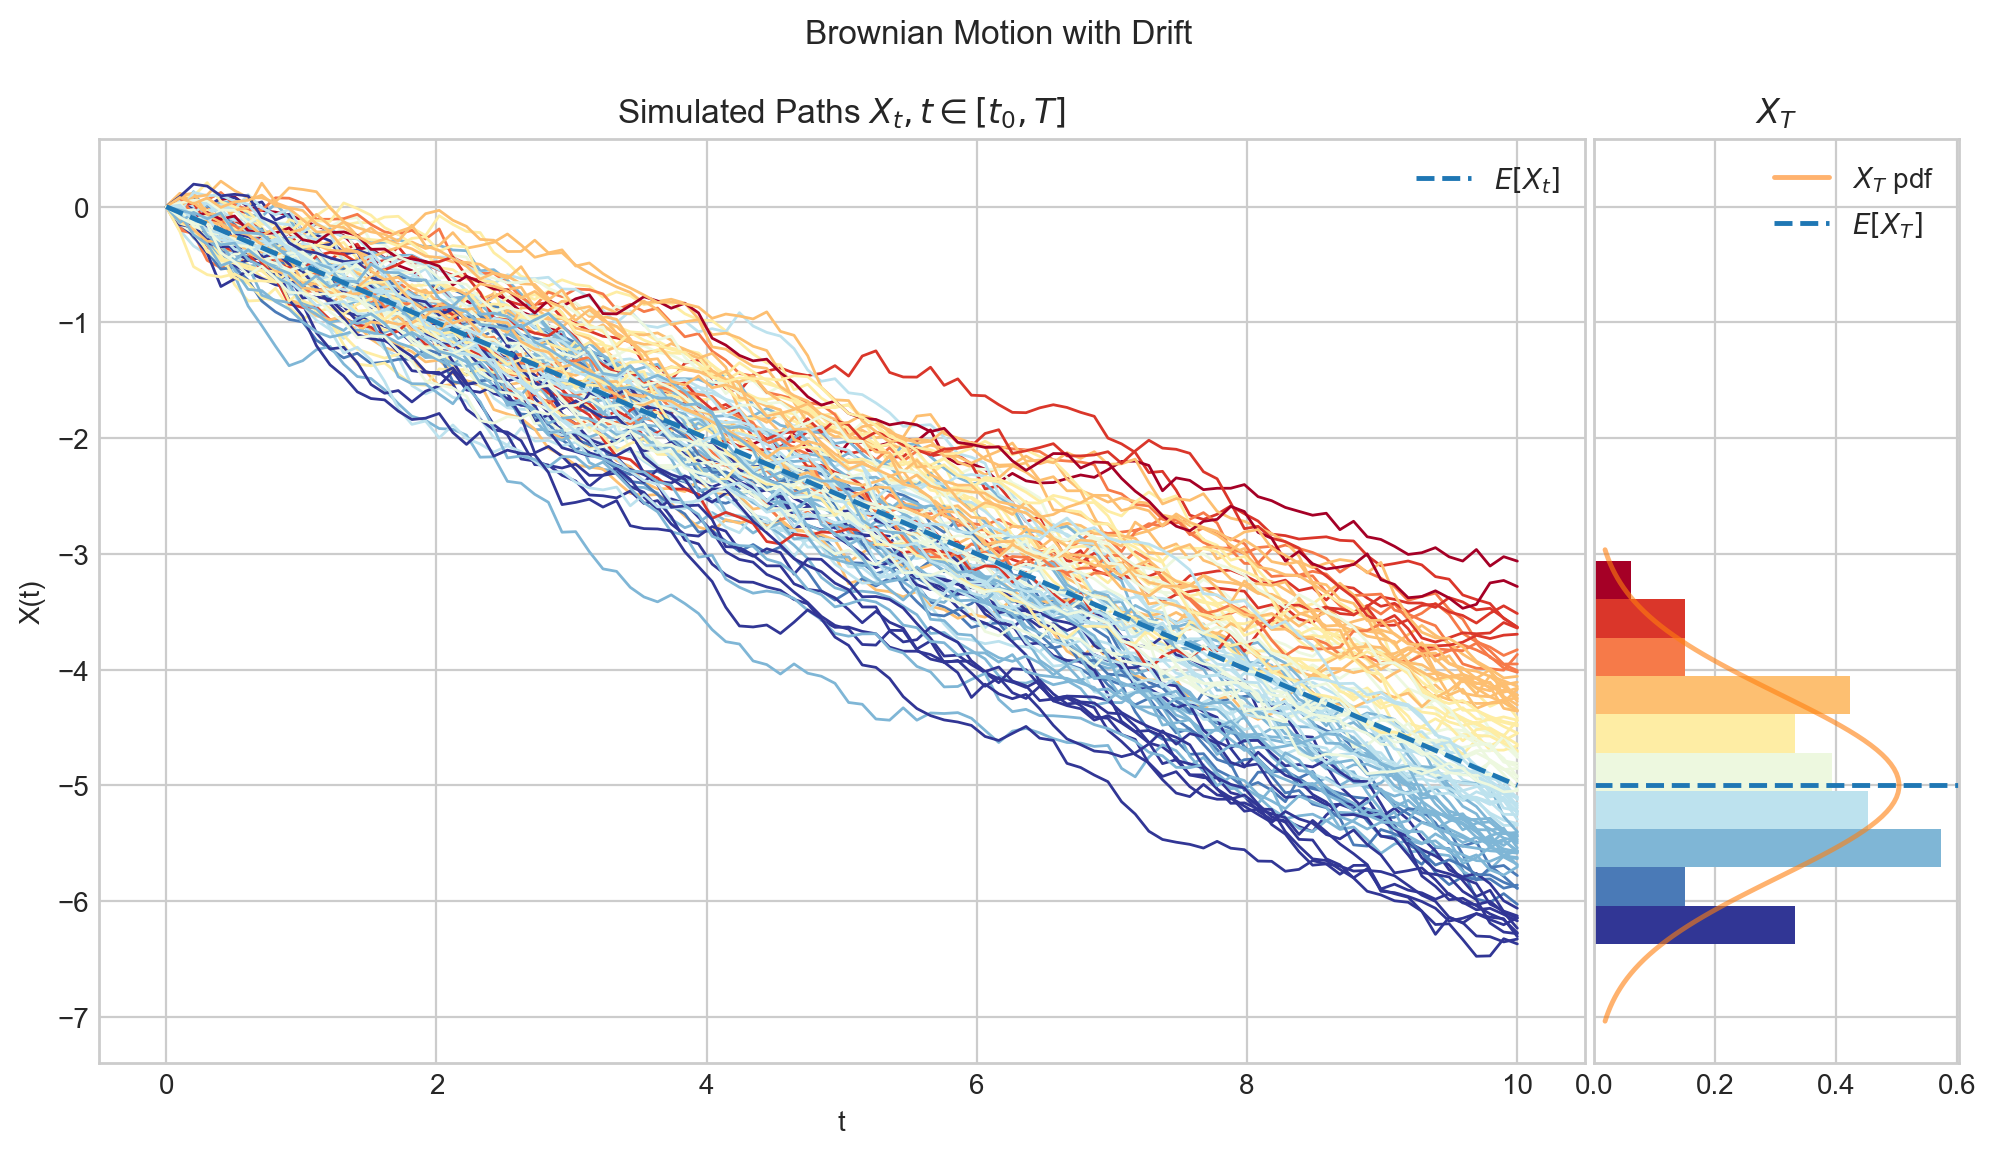 Brownian Motion with Drift
Simulated Paths X_t, t ∈ [t_0, T]
X_T
E[X_t]
X_T pdf
E[X_T]
X(t)
0
−1
−2
−3
−4
−5
−6
−7
0 2 4 6 8 10
0.0 0.2 0.4 0.6
t